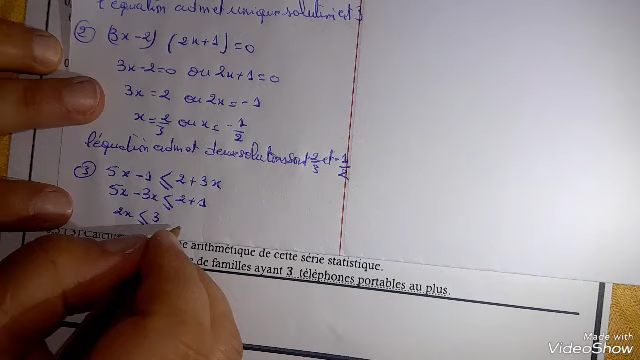 l'équation admet unique solution et 3
② (3x-2) (2x+1)=0
3x-2=0 ou 2x+1=0
3x=2 ou 2x=-1
x=2/3 ou x=-1/2
l'équation admet deux solutions sont 2/3 et -1/2
③ 5x-1 ≤ 2+3x
5x-3x ≤ 2+1
2x ≤ 3
arithmétique de cette série statistique.
de familles ayant 3 téléphones portables au plus.
Made with
VideoShow